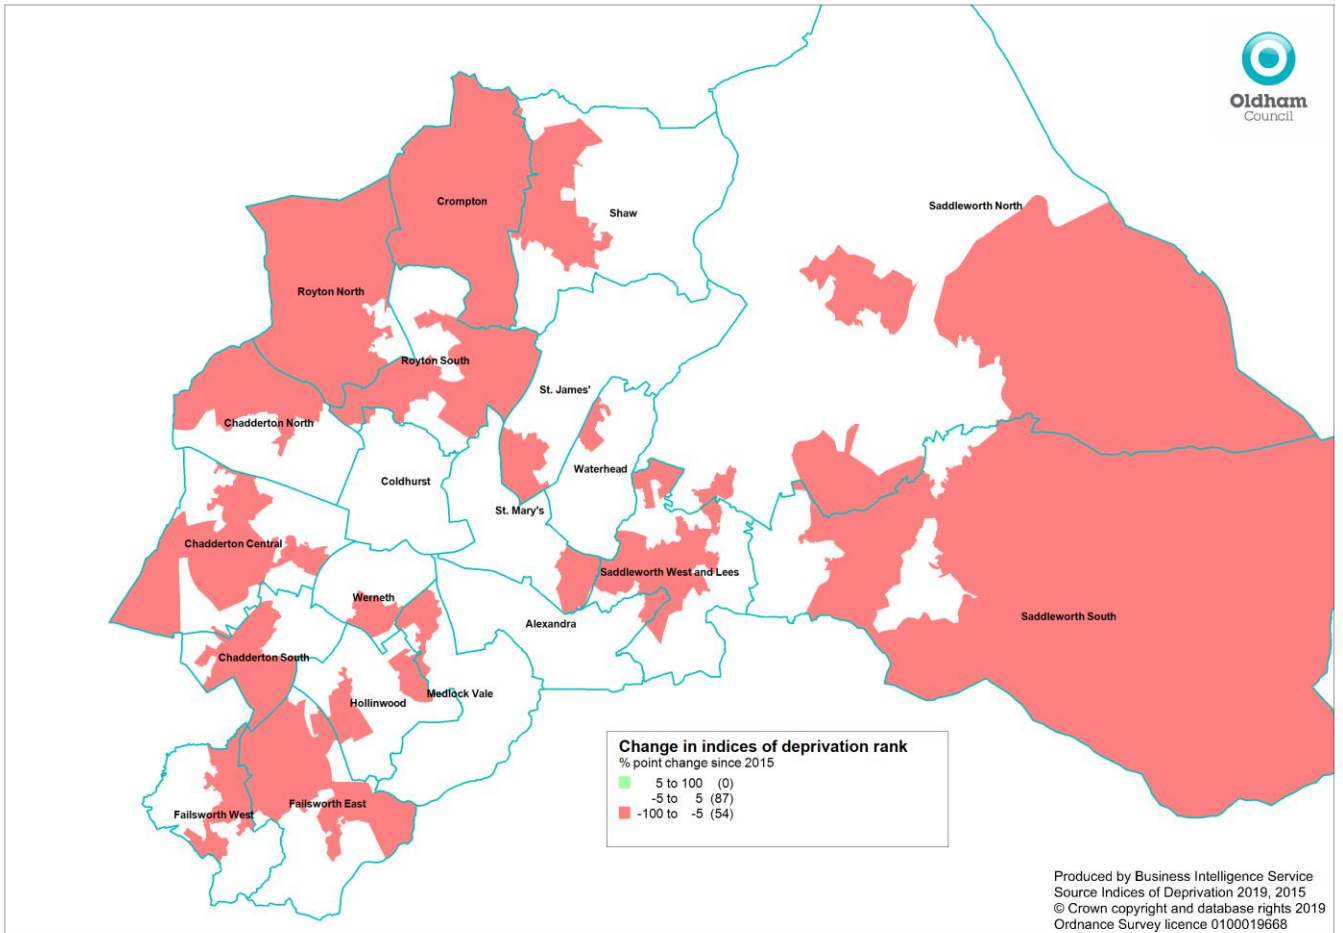 Oldham
Council
Crompton
Saddleworth North
Shaw
Royton North
Royton South
St. James'
Chadderton North
Waterhead
Coldhurst
St. Mary's
Chadderton Central
Saddleworth West and Lees
Werneth
Saddleworth South
Alexandra
Chadderton South
Medlock Vale
Hollinwood
Failsworth East
Failsworth West
Change in indices of deprivation rank
% point change since 2015
5 to 100 (0)
-5 to 5 (87)
-100 to -5 (54)
Produced by Business Intelligence Service
Source Indices of Deprivation 2019, 2015
© Crown copyright and database rights 2019
Ordnance Survey licence 0100019668